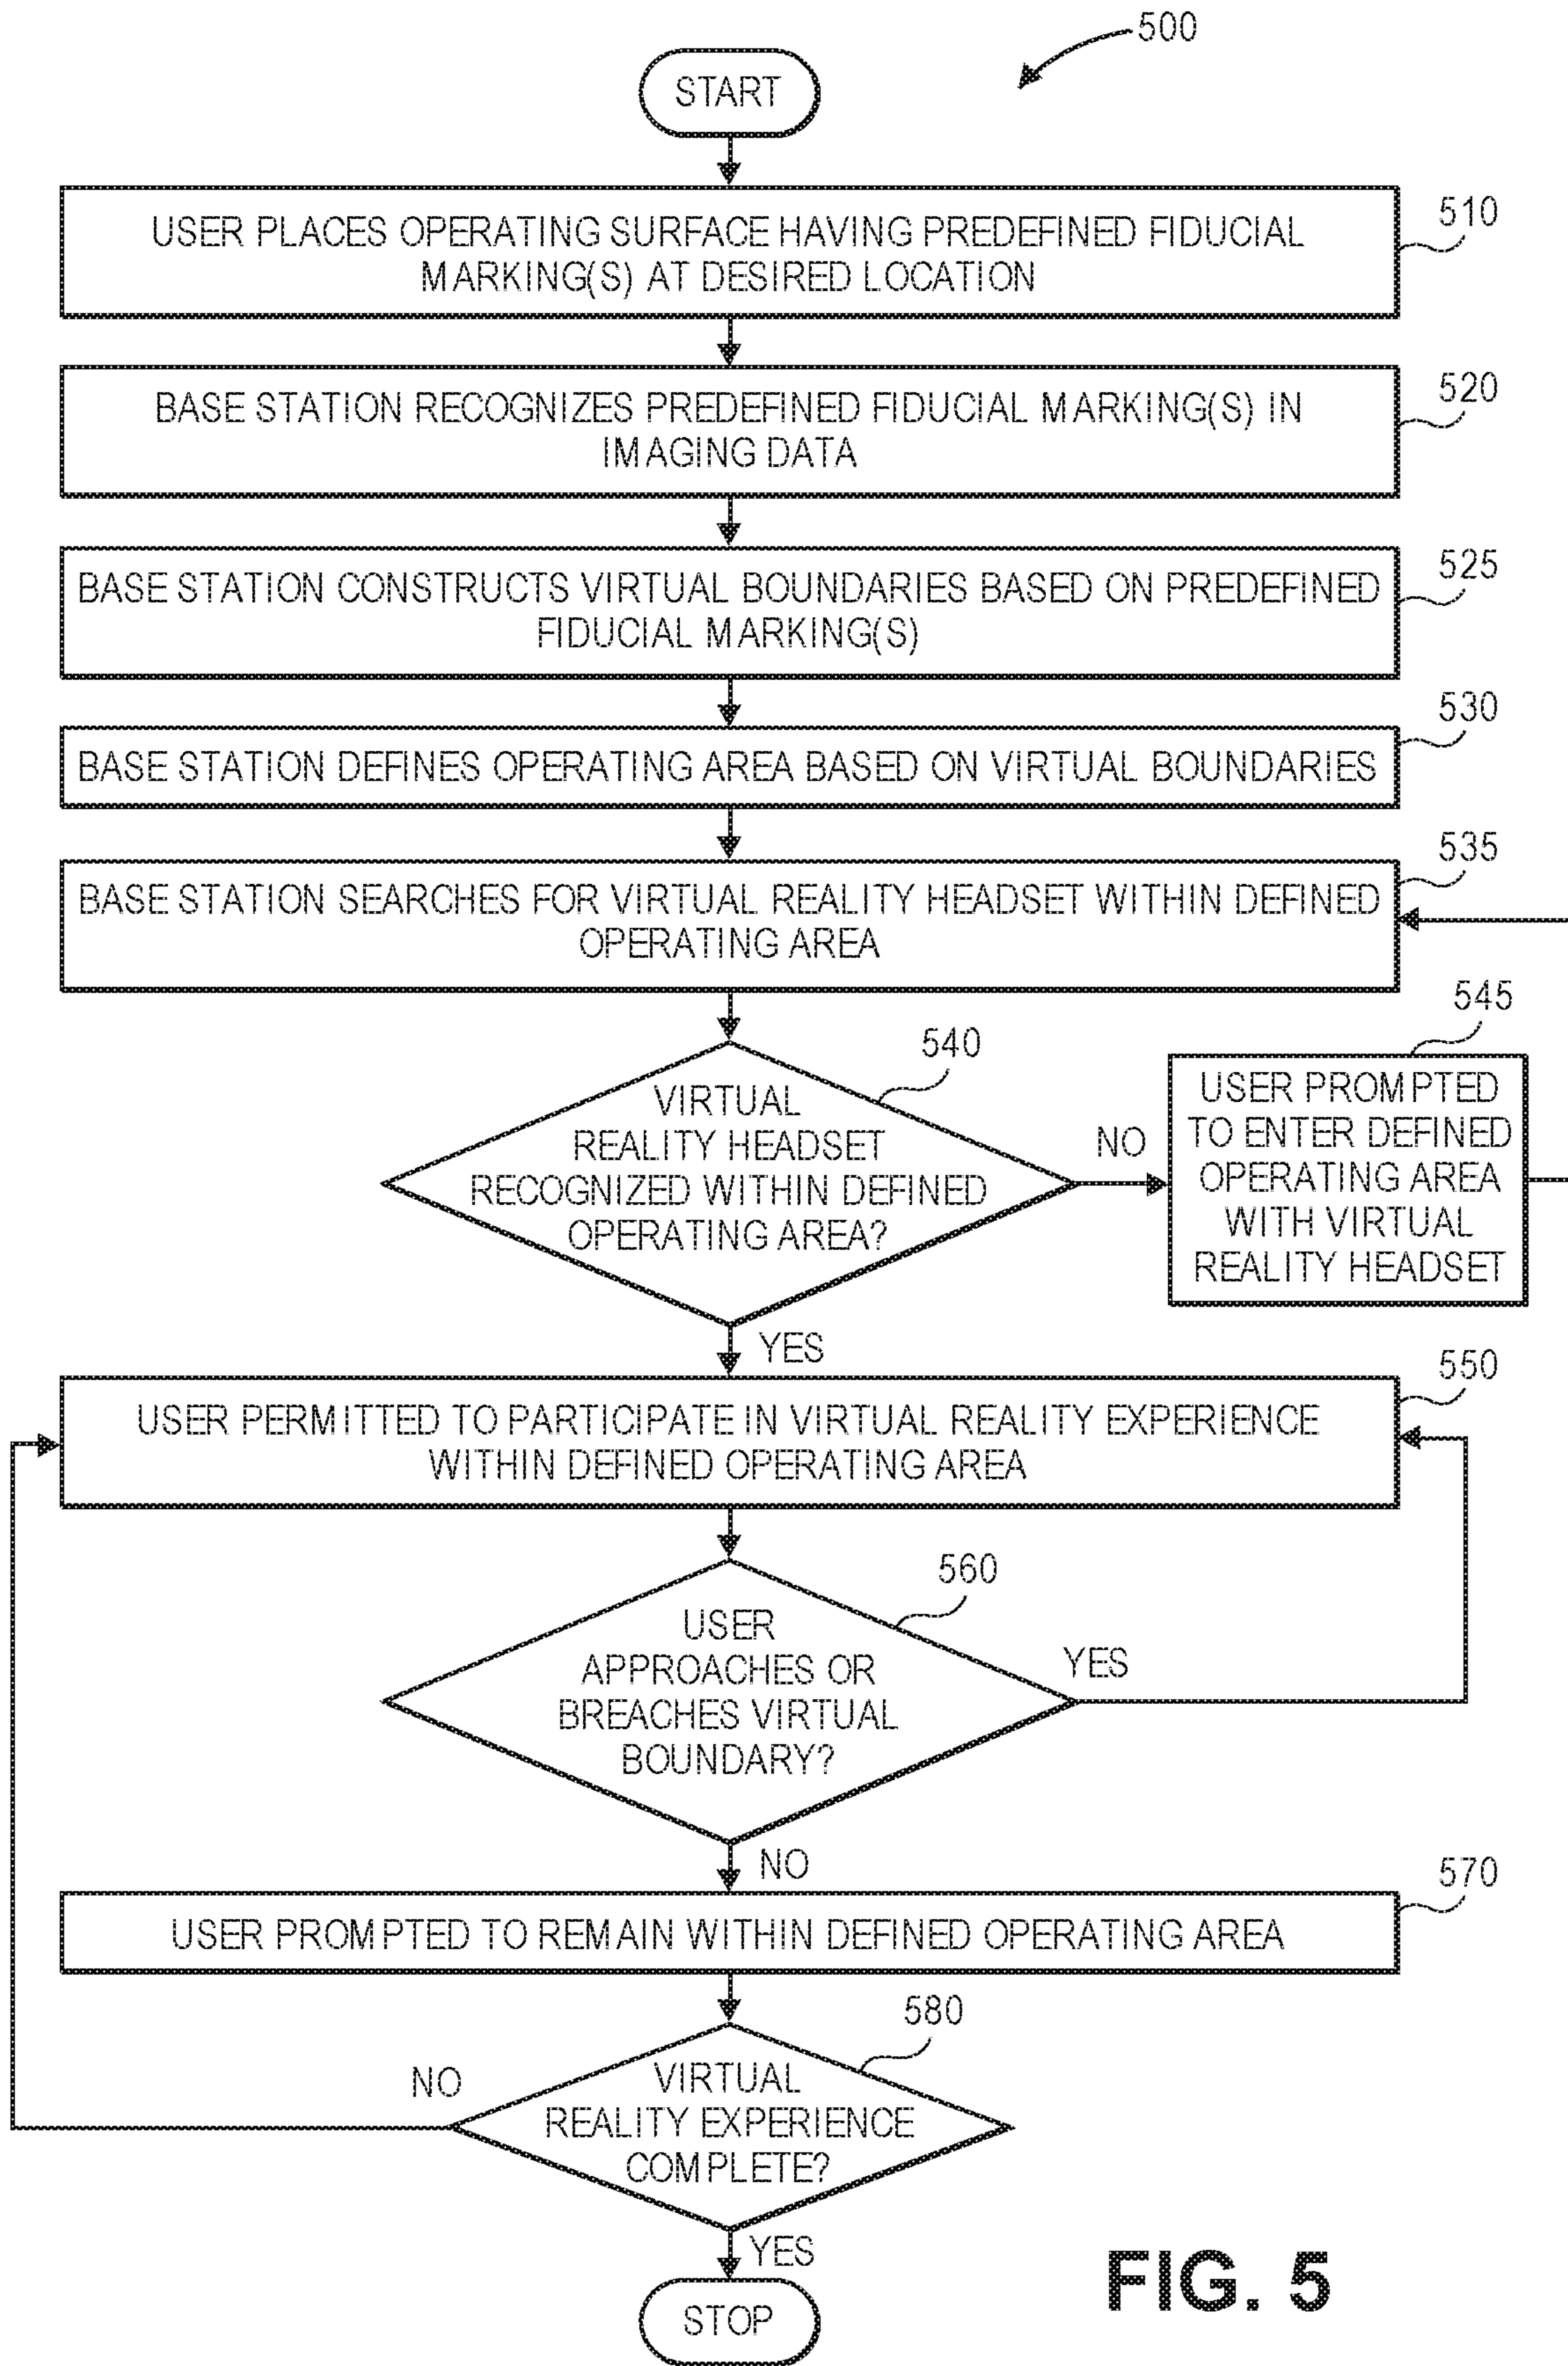 500
START
510
USER PLACES OPERATING SURFACE HAVING PREDEFINED FIDUCIAL
MARKING(S) AT DESIRED LOCATION
520
BASE STATION RECOGNIZES PREDEFINED FIDUCIAL MARKING(S) IN
IMAGING DATA
525
BASE STATION CONSTRUCTS VIRTUAL BOUNDARIES BASED ON PREDEFINED
FIDUCIAL MARKING(S)
530
BASE STATION DEFINES OPERATING AREA BASED ON VIRTUAL BOUNDARIES
535
BASE STATION SEARCHES FOR VIRTUAL REALITY HEADSET WITHIN DEFINED
OPERATING AREA
540
VIRTUAL
REALITY HEADSET
RECOGNIZED WITHIN DEFINED
OPERATING AREA?
NO
545
USER PROMPTED
TO ENTER DEFINED
OPERATING AREA
WITH VIRTUAL
REALITY HEADSET
YES
550
USER PERMITTED TO PARTICIPATE IN VIRTUAL REALITY EXPERIENCE
WITHIN DEFINED OPERATING AREA
560
USER
APPROACHES OR
BREACHES VIRTUAL
BOUNDARY?
YES
NO
570
USER PROMPTED TO REMAIN WITHIN DEFINED OPERATING AREA
580
VIRTUAL
REALITY EXPERIENCE
COMPLETE?
NO
YES
STOP
FIG. 5